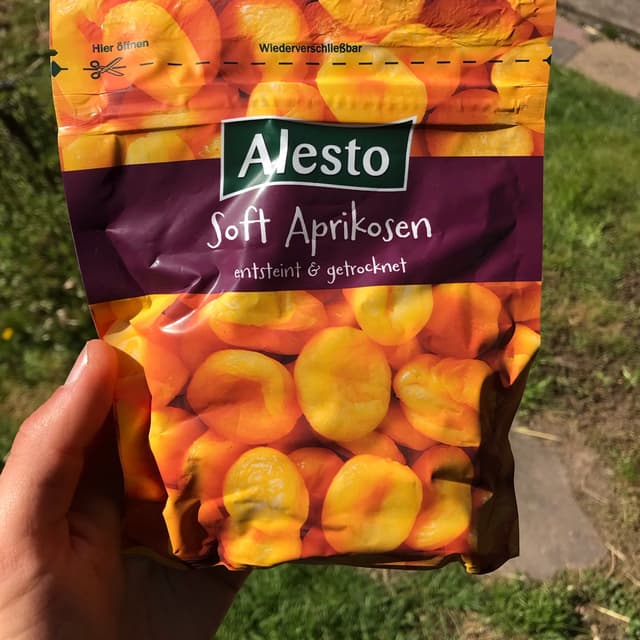 Hier öffnen
Wiederverschließbar
Alesto
Soft Aprikosen
entsteint & getrocknet